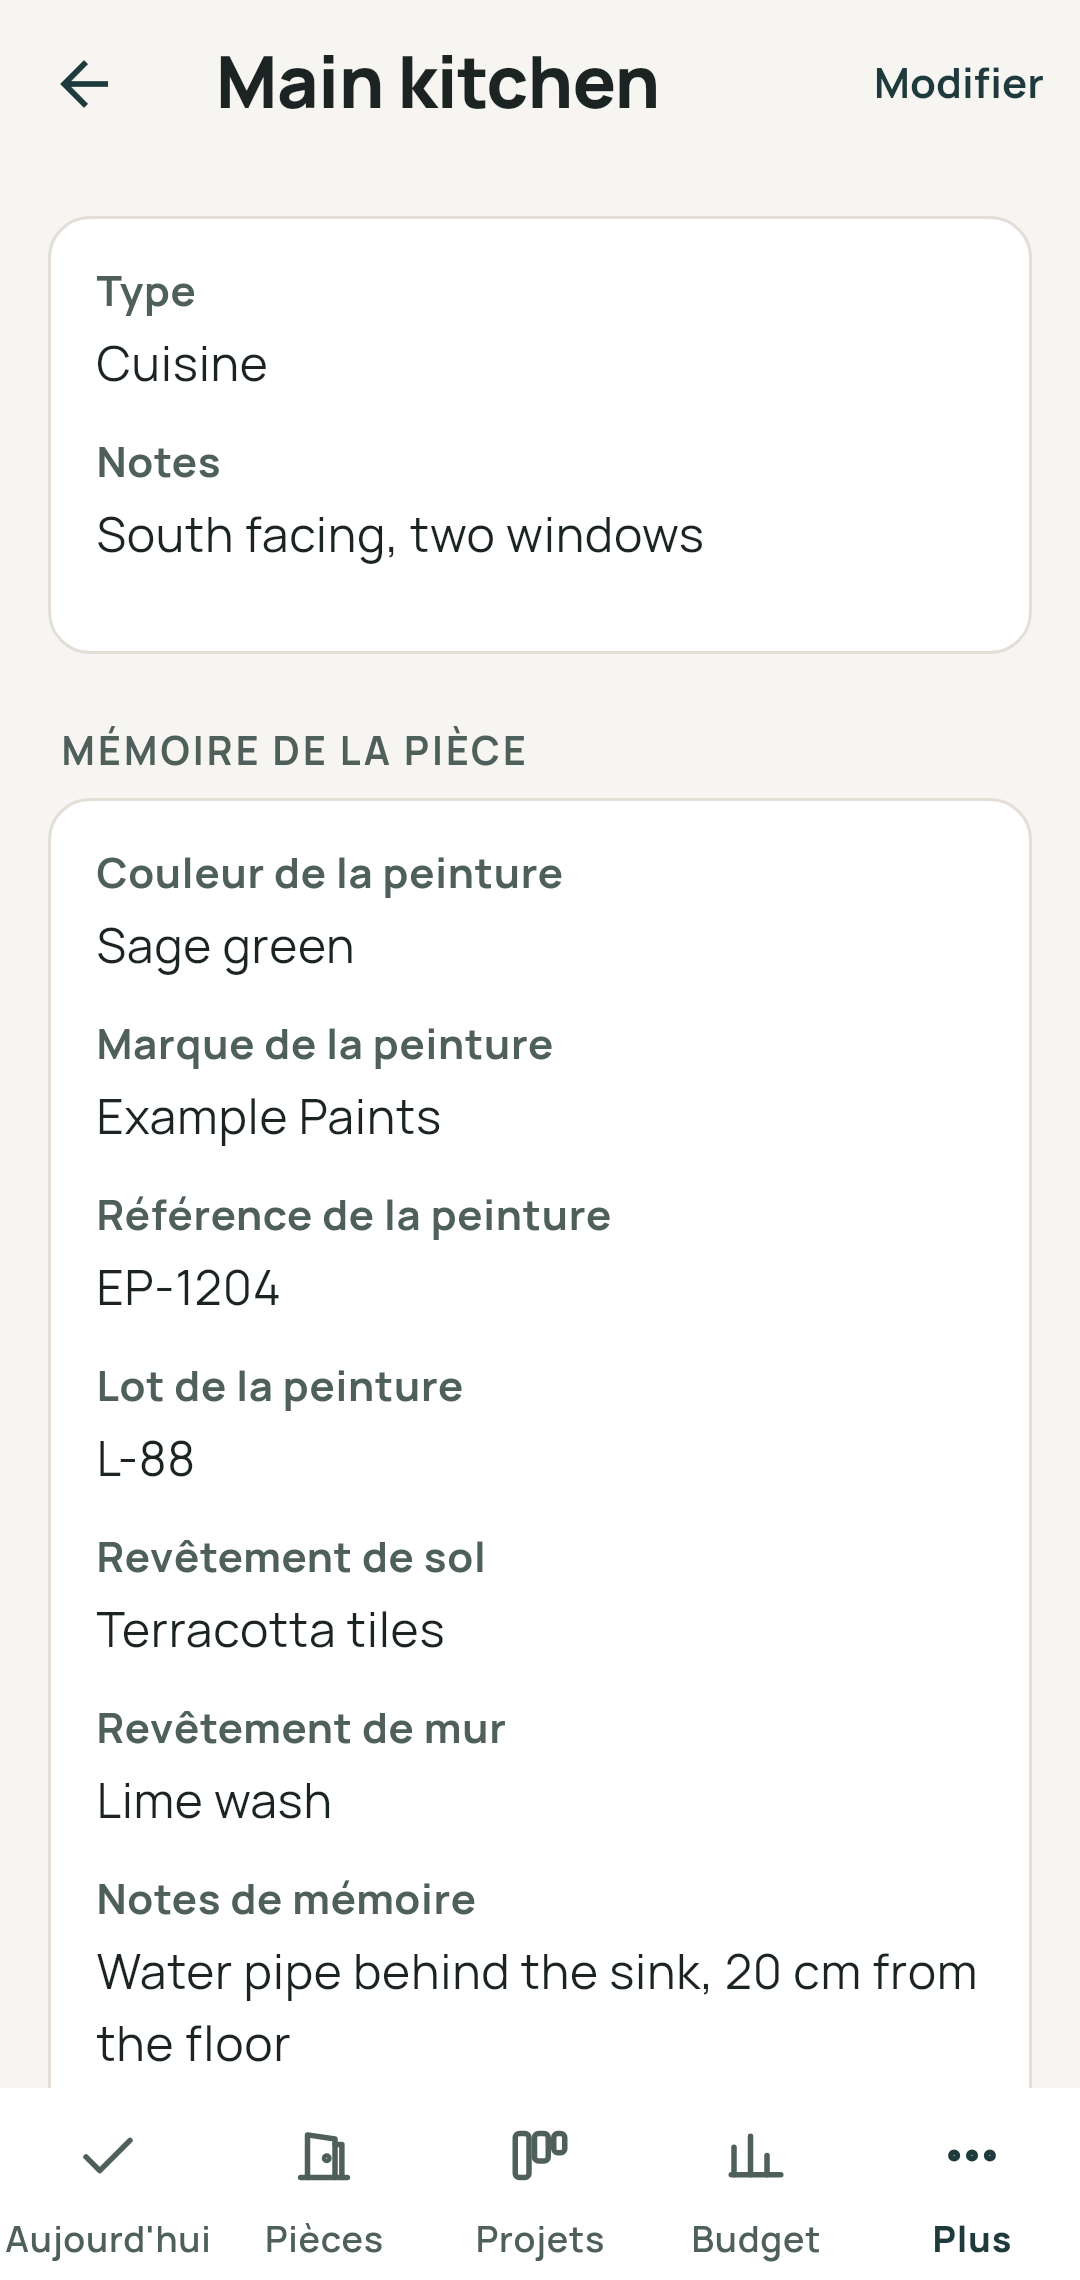 Main kitchen
Modifier
Type
Cuisine
Notes
South facing, two windows
MÉMOIRE DE LA PIÈCE
Couleur de la peinture
Sage green
Marque de la peinture
Example Paints
Référence de la peinture
EP-1204
Lot de la peinture
L-88
Revêtement de sol
Terracotta tiles
Revêtement de mur
Lime wash
Notes de mémoire
Water pipe behind the sink, 20 cm from
the floor
Aujourd'hui
Pièces
Projets
Budget
Plus